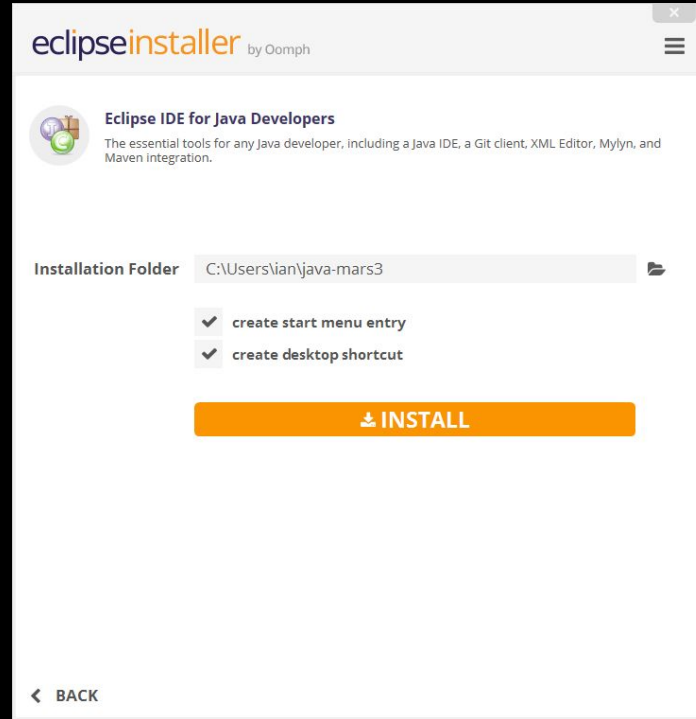 eclipseinstaller by Oomph
Eclipse IDE for Java Developers
The essential tools for any Java developer, including a Java IDE, a Git client, XML Editor, Mylyn, and
Maven integration.
Installation Folder C:\Users\ian\java-mars3
create start menu entry
create desktop shortcut
INSTALL
BACK